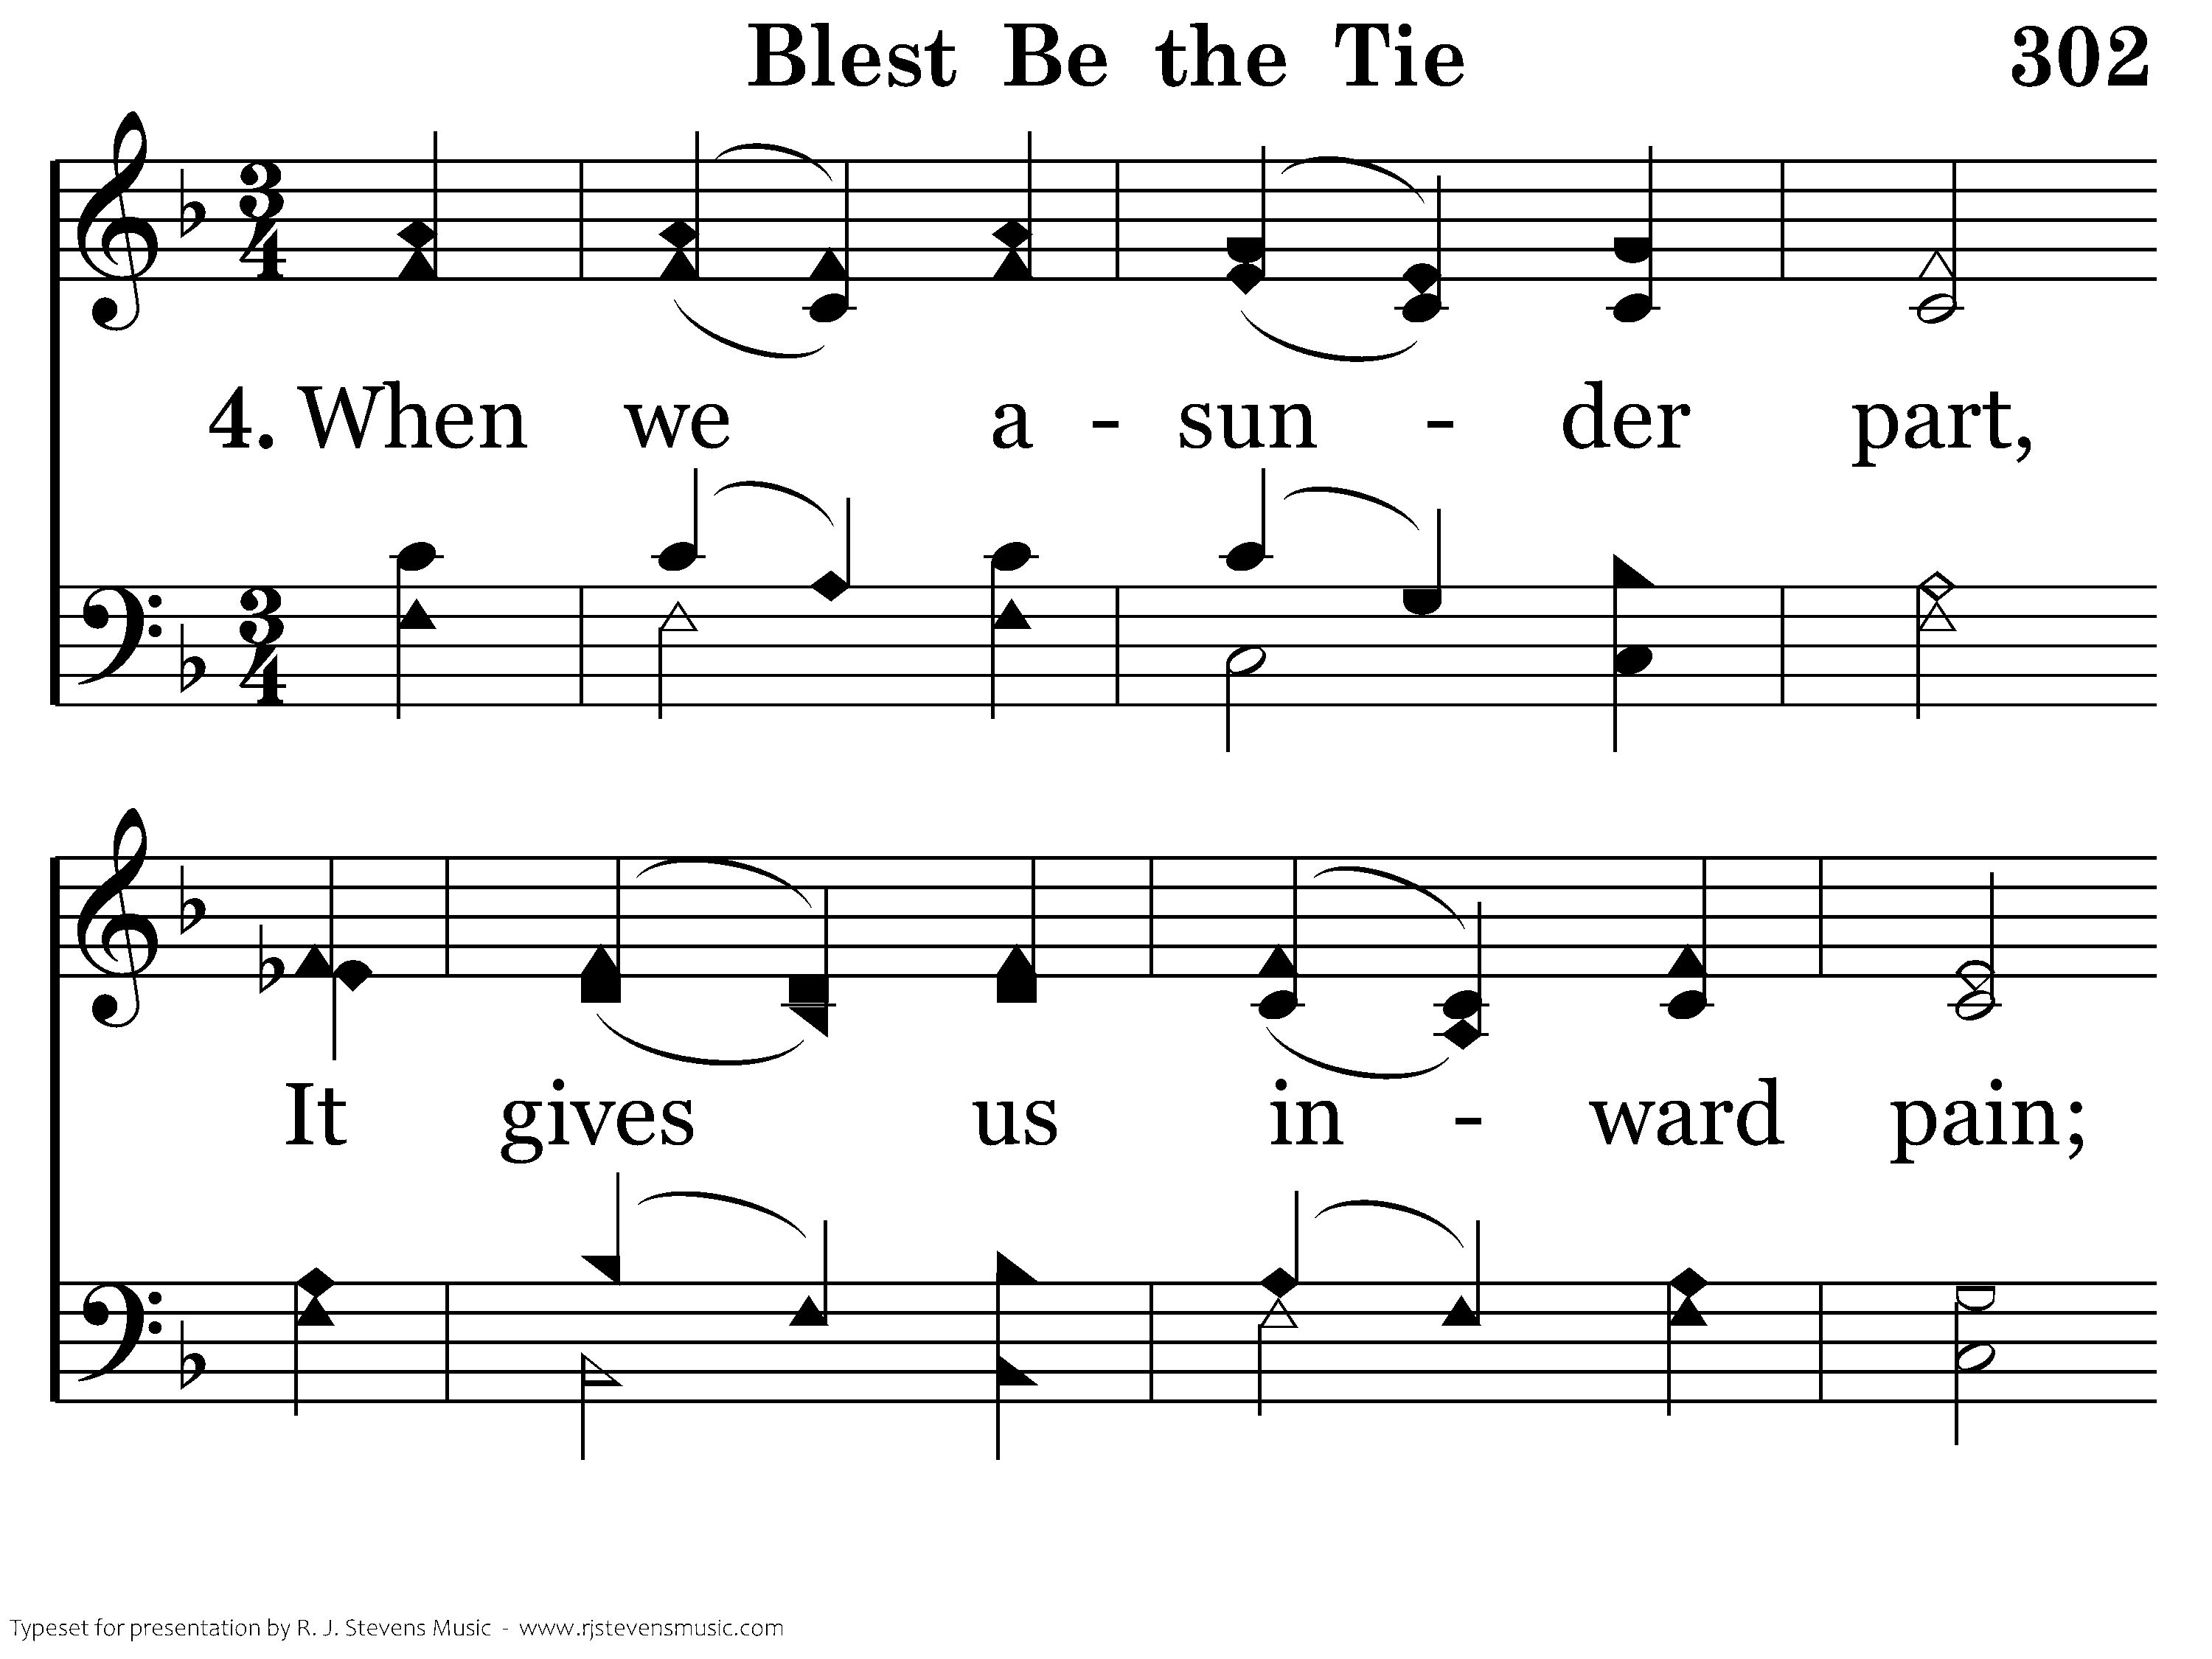 Blest Be the Tie 302
4. When we a - sun - der part,
It gives us in - ward pain;
Typeset for presentation by R. J. Stevens Music - www.rjstevensmusic.com